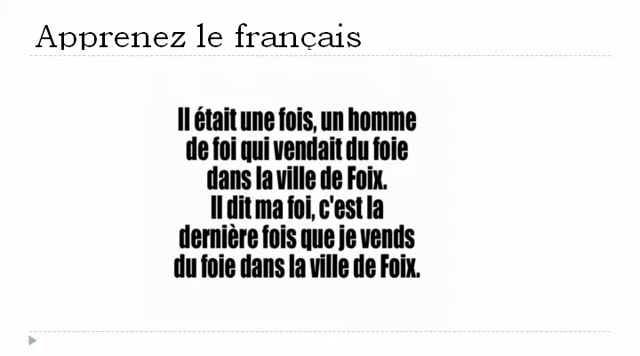 Apprenez le français
Il était une fois, un homme
de foi qui vendait du foie
dans la ville de Foix.
Il dit ma foi, c'est la
dernière fois que je vends
du foie dans la ville de Foix.